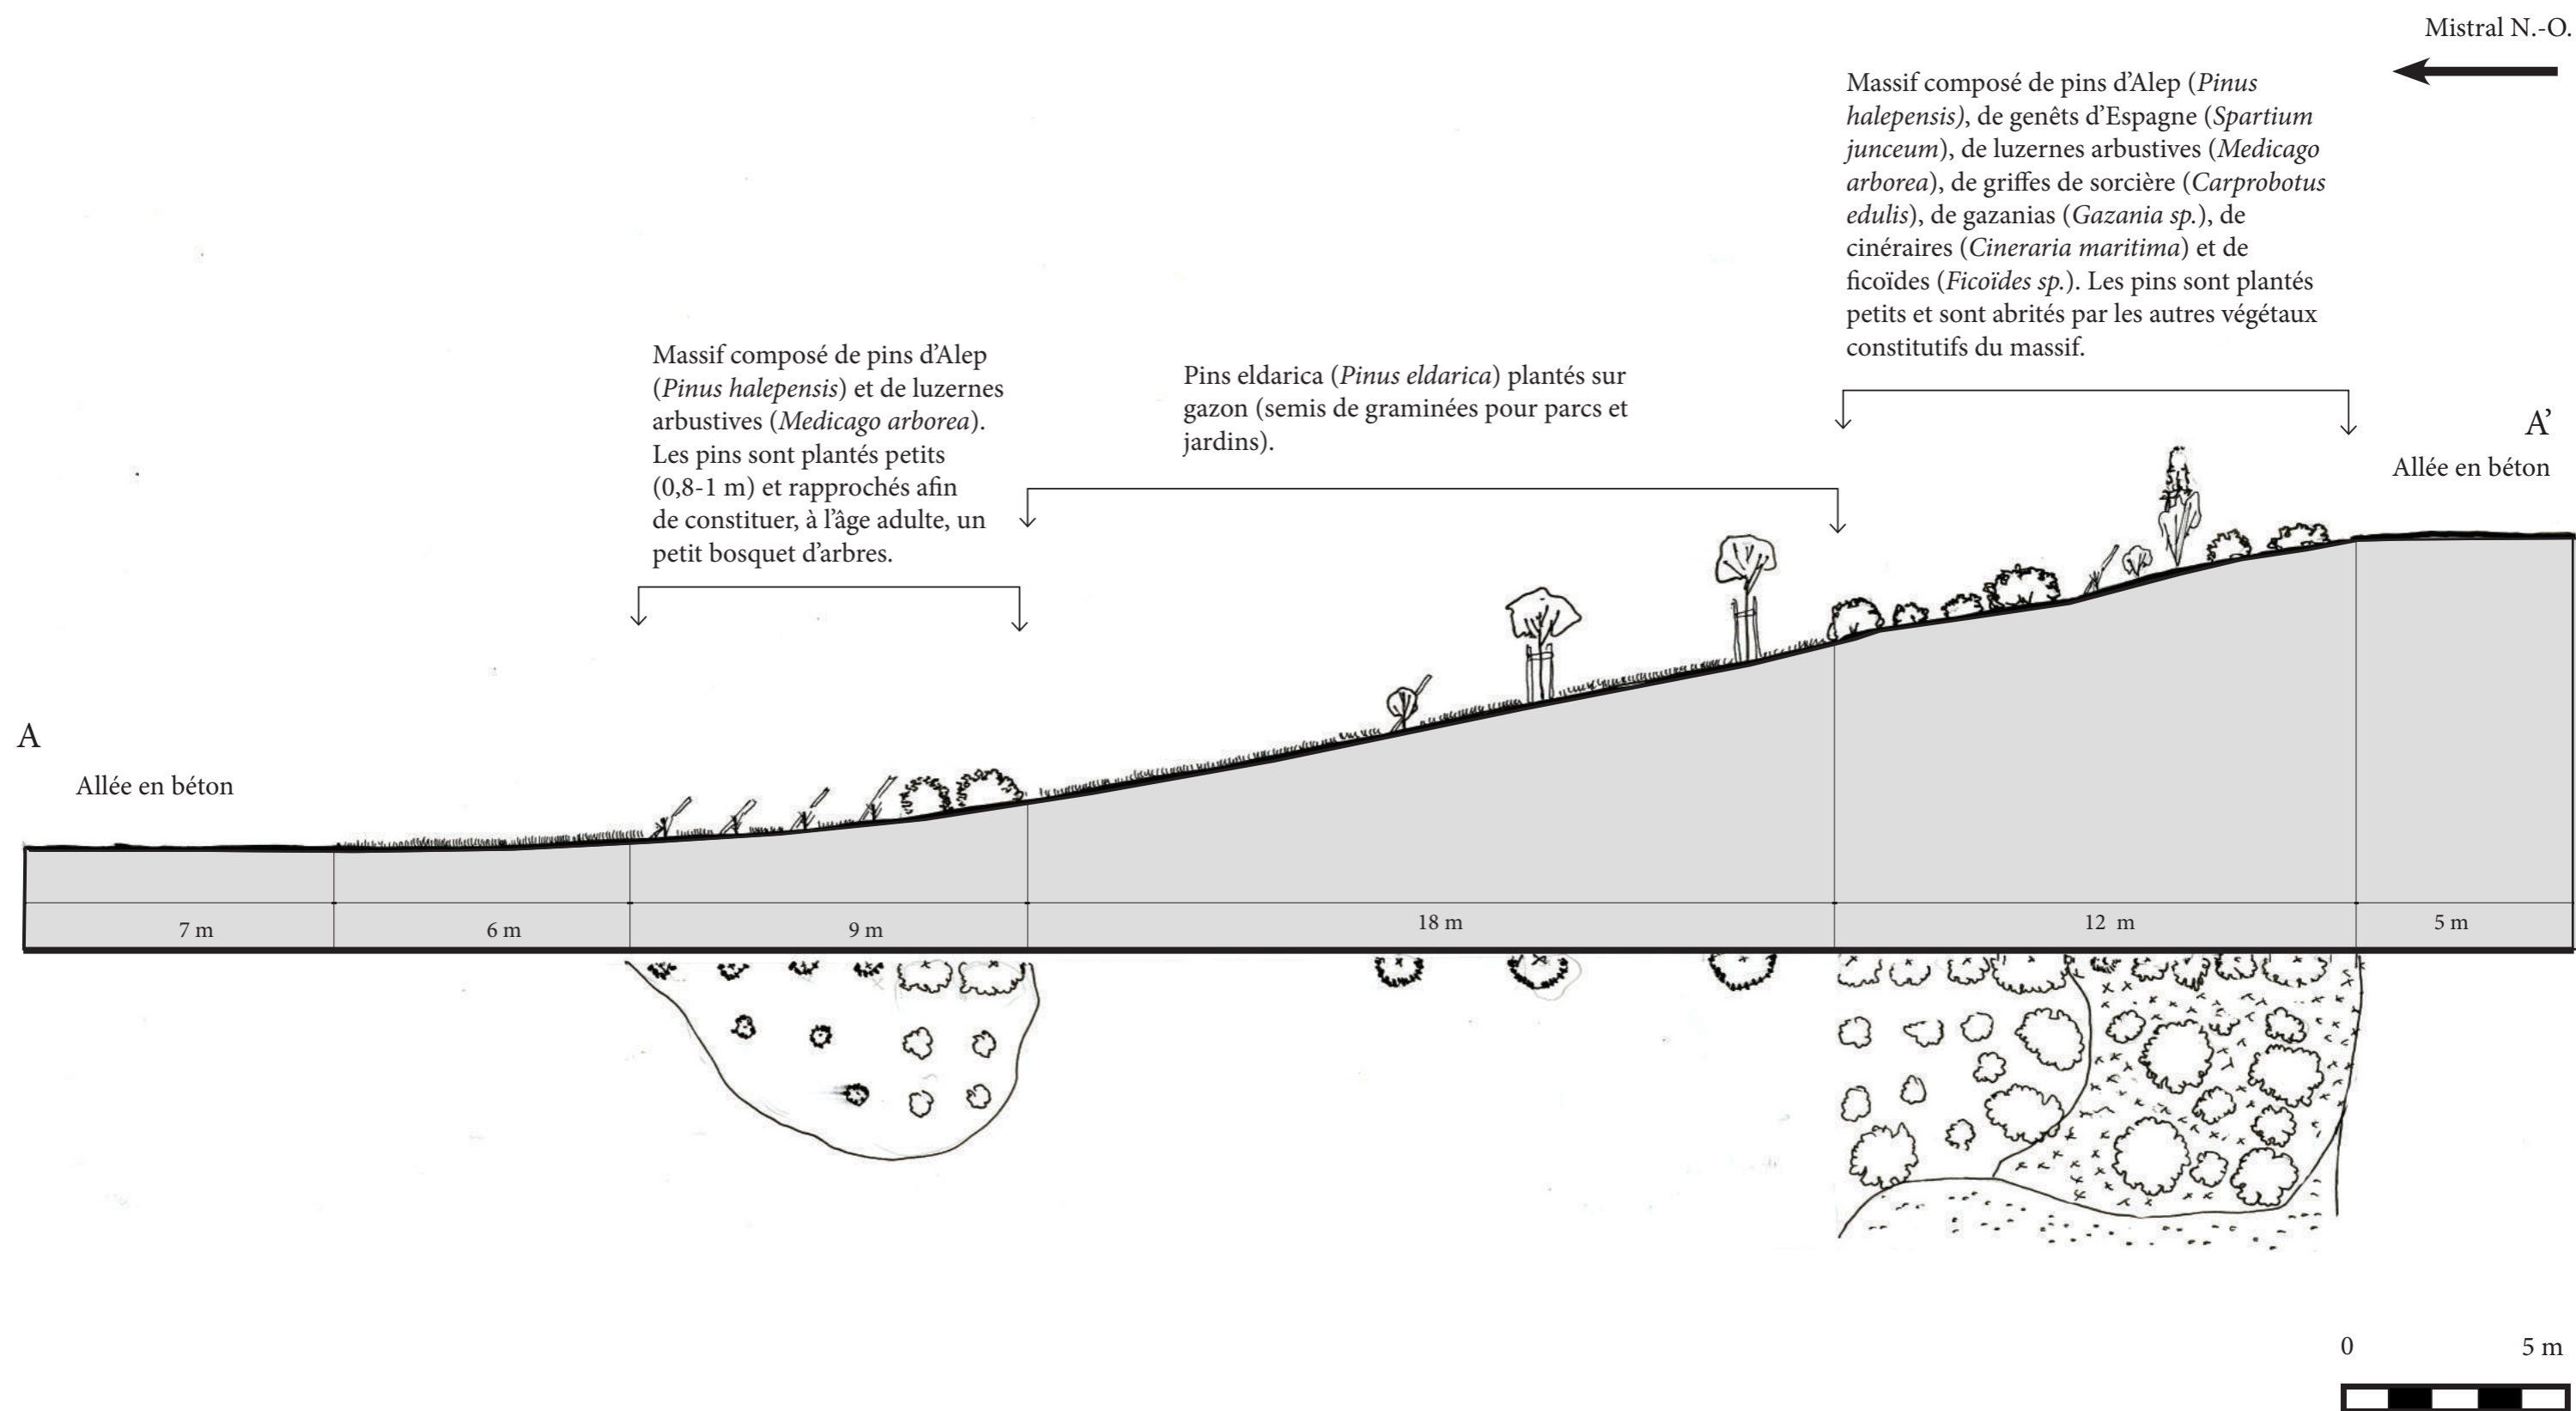 Mistral N.-O.
Massif composé de pins d’Alep (Pinus
halepensis), de genêts d’Espagne (Spartium
junceum), de luzernes arbustives (Medicago
arborea), de griffes de sorcière (Carprobotus
edulis), de gazanias (Gazania sp.), de
cinéraires (Cineraria maritima) et de
ficoïdes (Ficoïdes sp.). Les pins sont plantés
petits et sont abrités par les autres végétaux
constitutifs du massif.
Massif composé de pins d’Alep
(Pinus halepensis) et de luzernes
arbustives (Medicago arborea).
Les pins sont plantés petits
(0,8-1 m) et rapprochés afin
de constituer, à l’âge adulte, un
petit bosquet d’arbres.
Pins eldarica (Pinus eldarica) plantés sur
gazon (semis de graminées pour parcs et
jardins).
A’
Allée en béton
A
Allée en béton
7 m
6 m
9 m
18 m
12 m
5 m
0
5 m